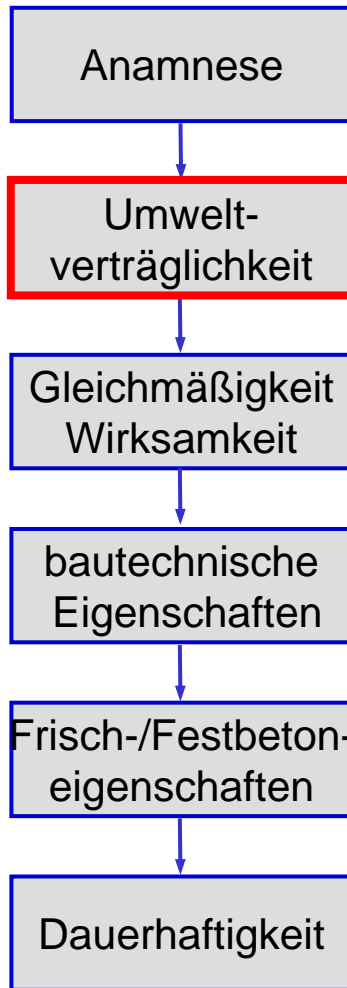 Anamnese
Umwelt-
verträglichkeit
Gleichmäßigkeit
Wirksamkeit
bautechnische
Eigenschaften
Frisch-/Festbeton-
eigenschaften
Dauerhaftigkeit